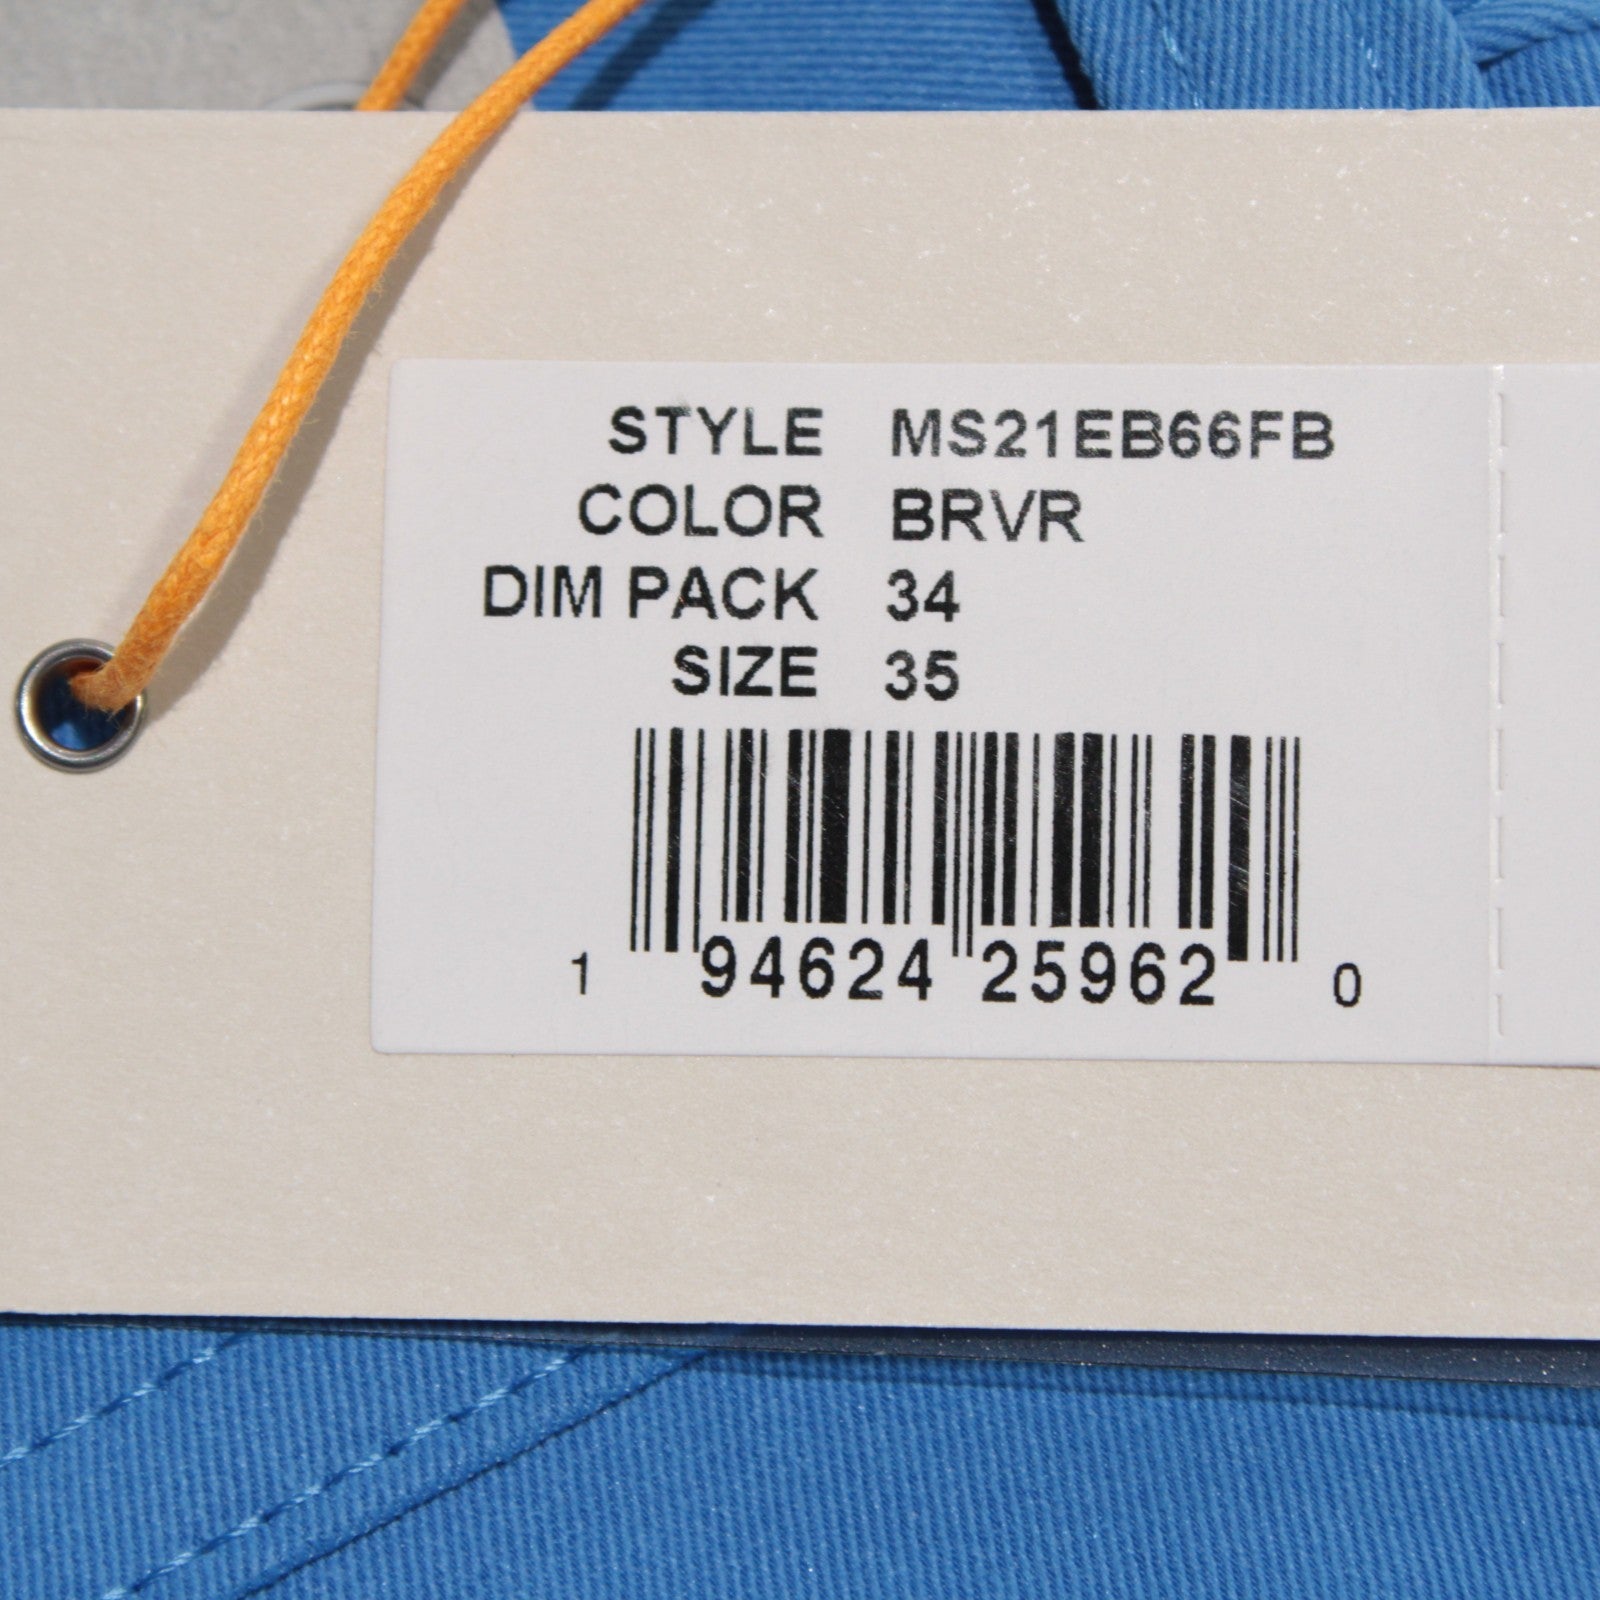 STYLE MS21EB66FB
COLOR BRVR
DIM PACK 34
SIZE 35
1 94624 25962 0